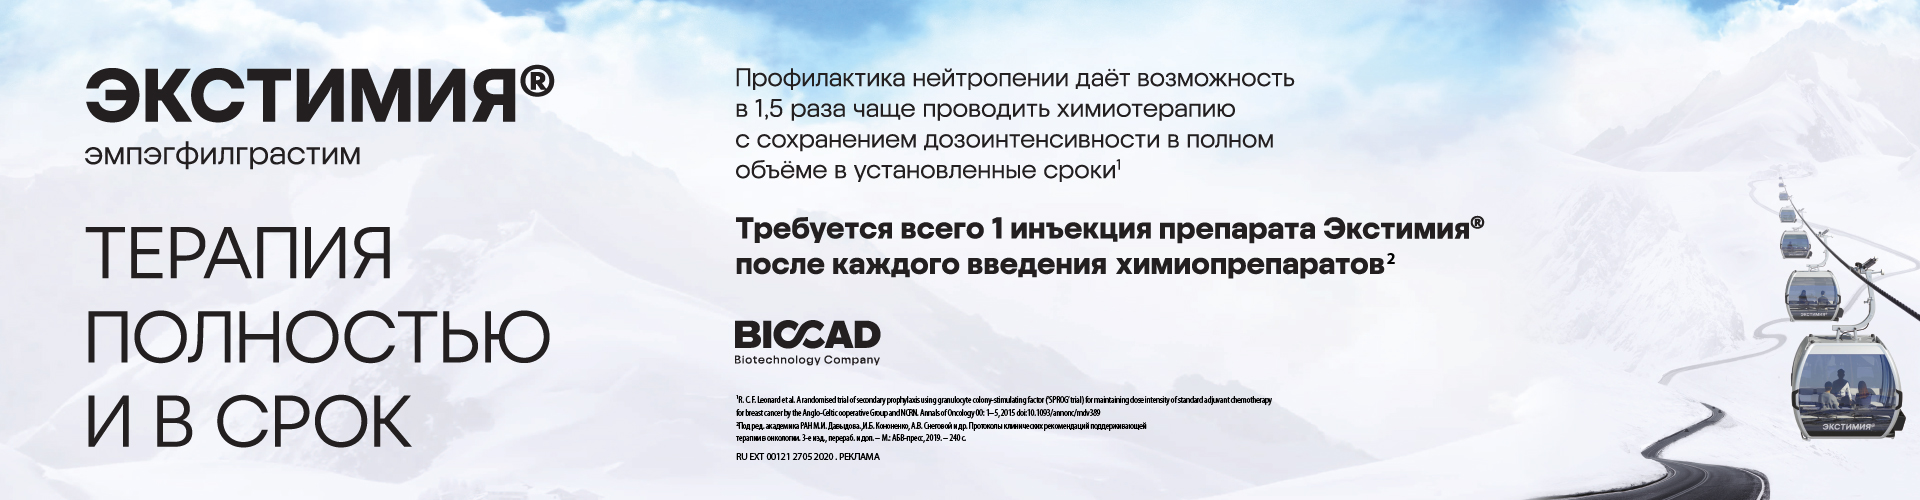 ЭКСТИМИЯ®
эмпэгфилграстим
ТЕРАПИЯ
ПОЛНОСТЬЮ
И В СРОК
Профилактика нейтропении даёт возможность
в 1,5 раза чаще проводить химиотерапию
с сохранением дозоинтенсивности в полном
объёме в установленные сроки¹
Требуется всего 1 инъекция препарата Экстимия®
после каждого введения химиопрепаратов²
BIOCAD
Biotechnology Company
¹R. C. F. Leonard et al. A randomised trial of secondary prophylaxis using granulocyte colony-stimulating factor ('SPROG' trial) for maintaining dose intensity of standard adjuvant chemotherapy
for breast cancer by the Anglo-Celtic cooperative Group and NCRN. Annals of Oncology 00: 1–5, 2015 doi:10.1093/annonc/mdv389
²Под ред. академика РАН М.И. Давыдова.,И.Б. Кононенко, А.В. Снеговой и др. Протоколы клинических рекомендаций поддерживающей
терапии в онкологии. 3-е изд., перераб. и доп. – М.: АБВ-пресс, 2019. – 240 с.
RU EXT 00121 2705 2020 . РЕКЛАМА
ЭКСТИМИЯ®
ЭКСТИМИЯ®